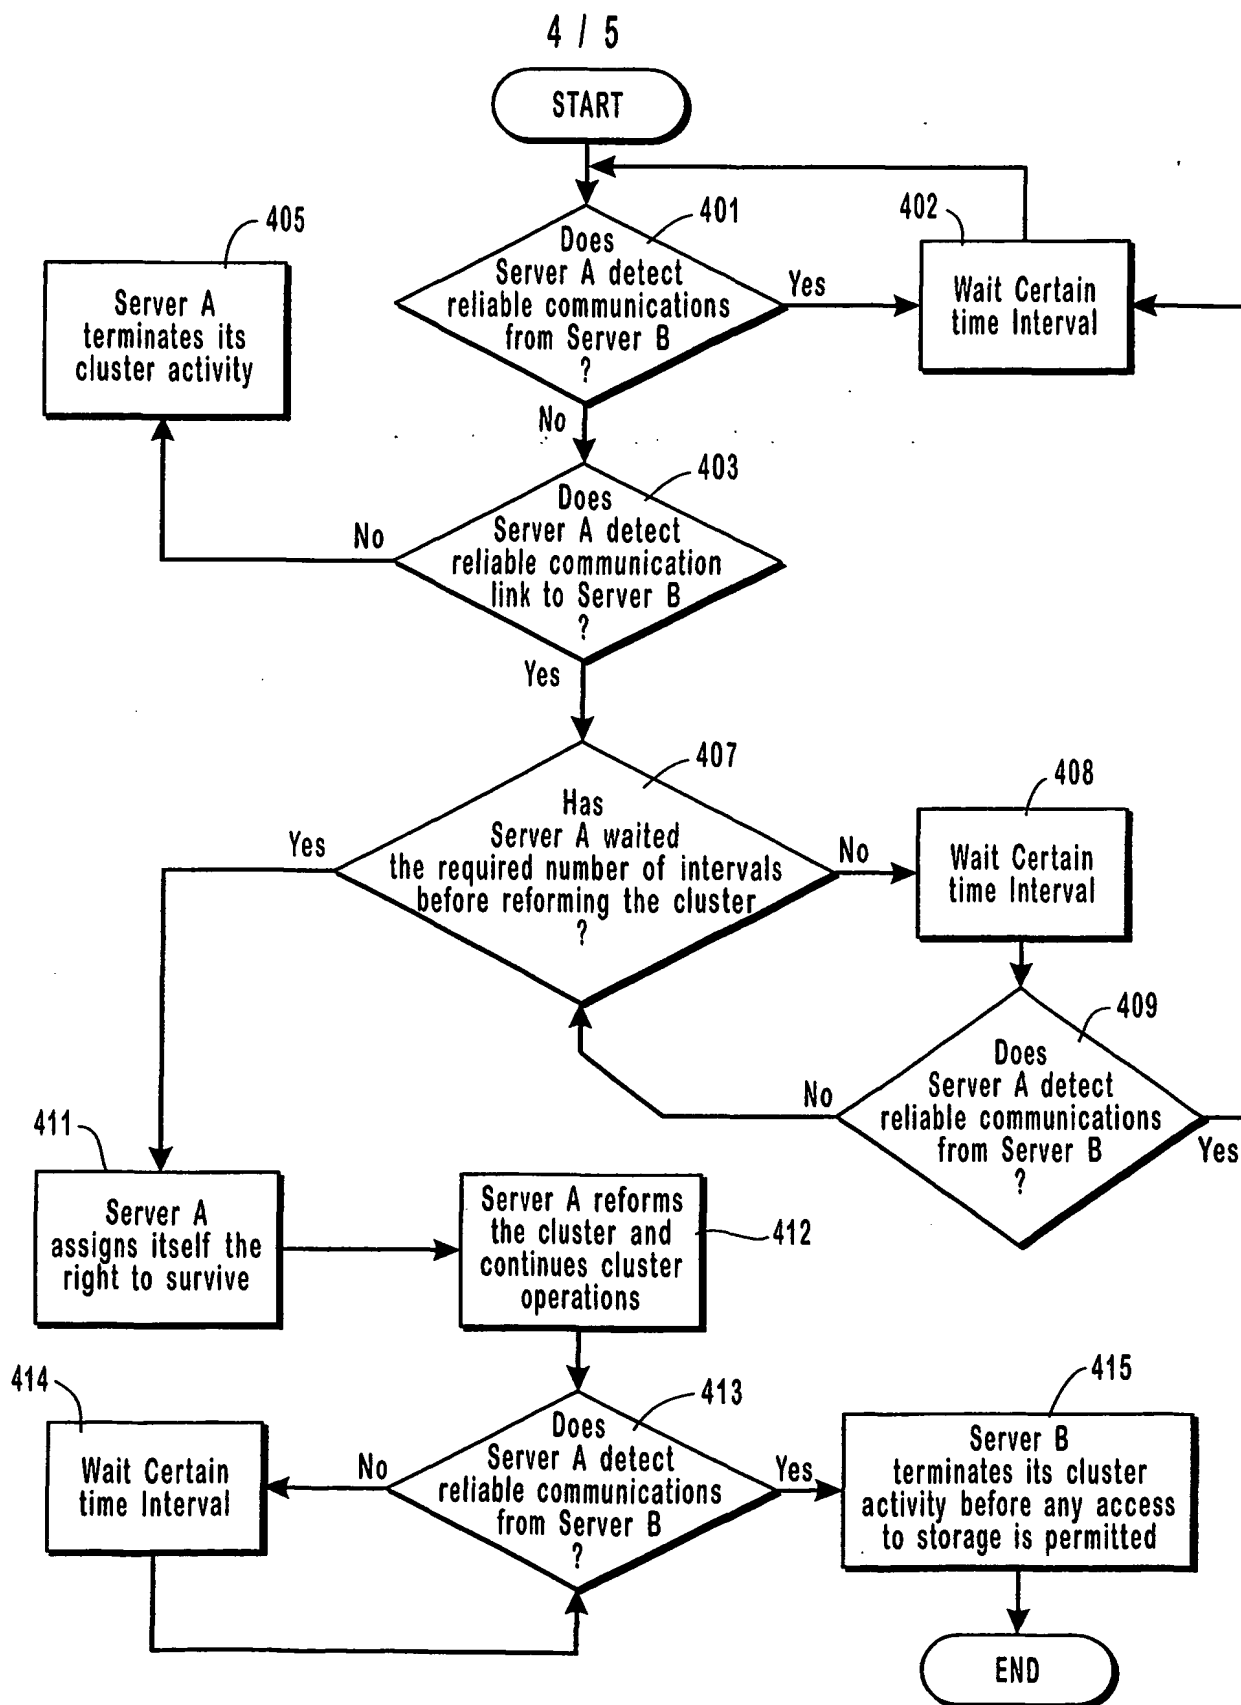 4 / 5
START
401
Does
Server A detect
reliable communications
from Server B
?
Yes
402
Wait Certain
time Interval
405
Server A
terminates its
cluster activity
No
403
Does
Server A detect
reliable communication
link to Server B
?
No
Yes
407
Has
Server A waited
the required number of intervals
before reforming the cluster
?
Yes
No
408
Wait Certain
time Interval
409
Does
Server A detect
reliable communications
from Server B
?
No
Yes
411
Server A
assigns itself the
right to survive
Server A reforms
the cluster and
continues cluster
operations
412
413
Does
Server A detect
reliable communications
from Server B
?
No
414
Wait Certain
time Interval
Yes
415
Server B
terminates its cluster
activity before any access
to storage is permitted
END